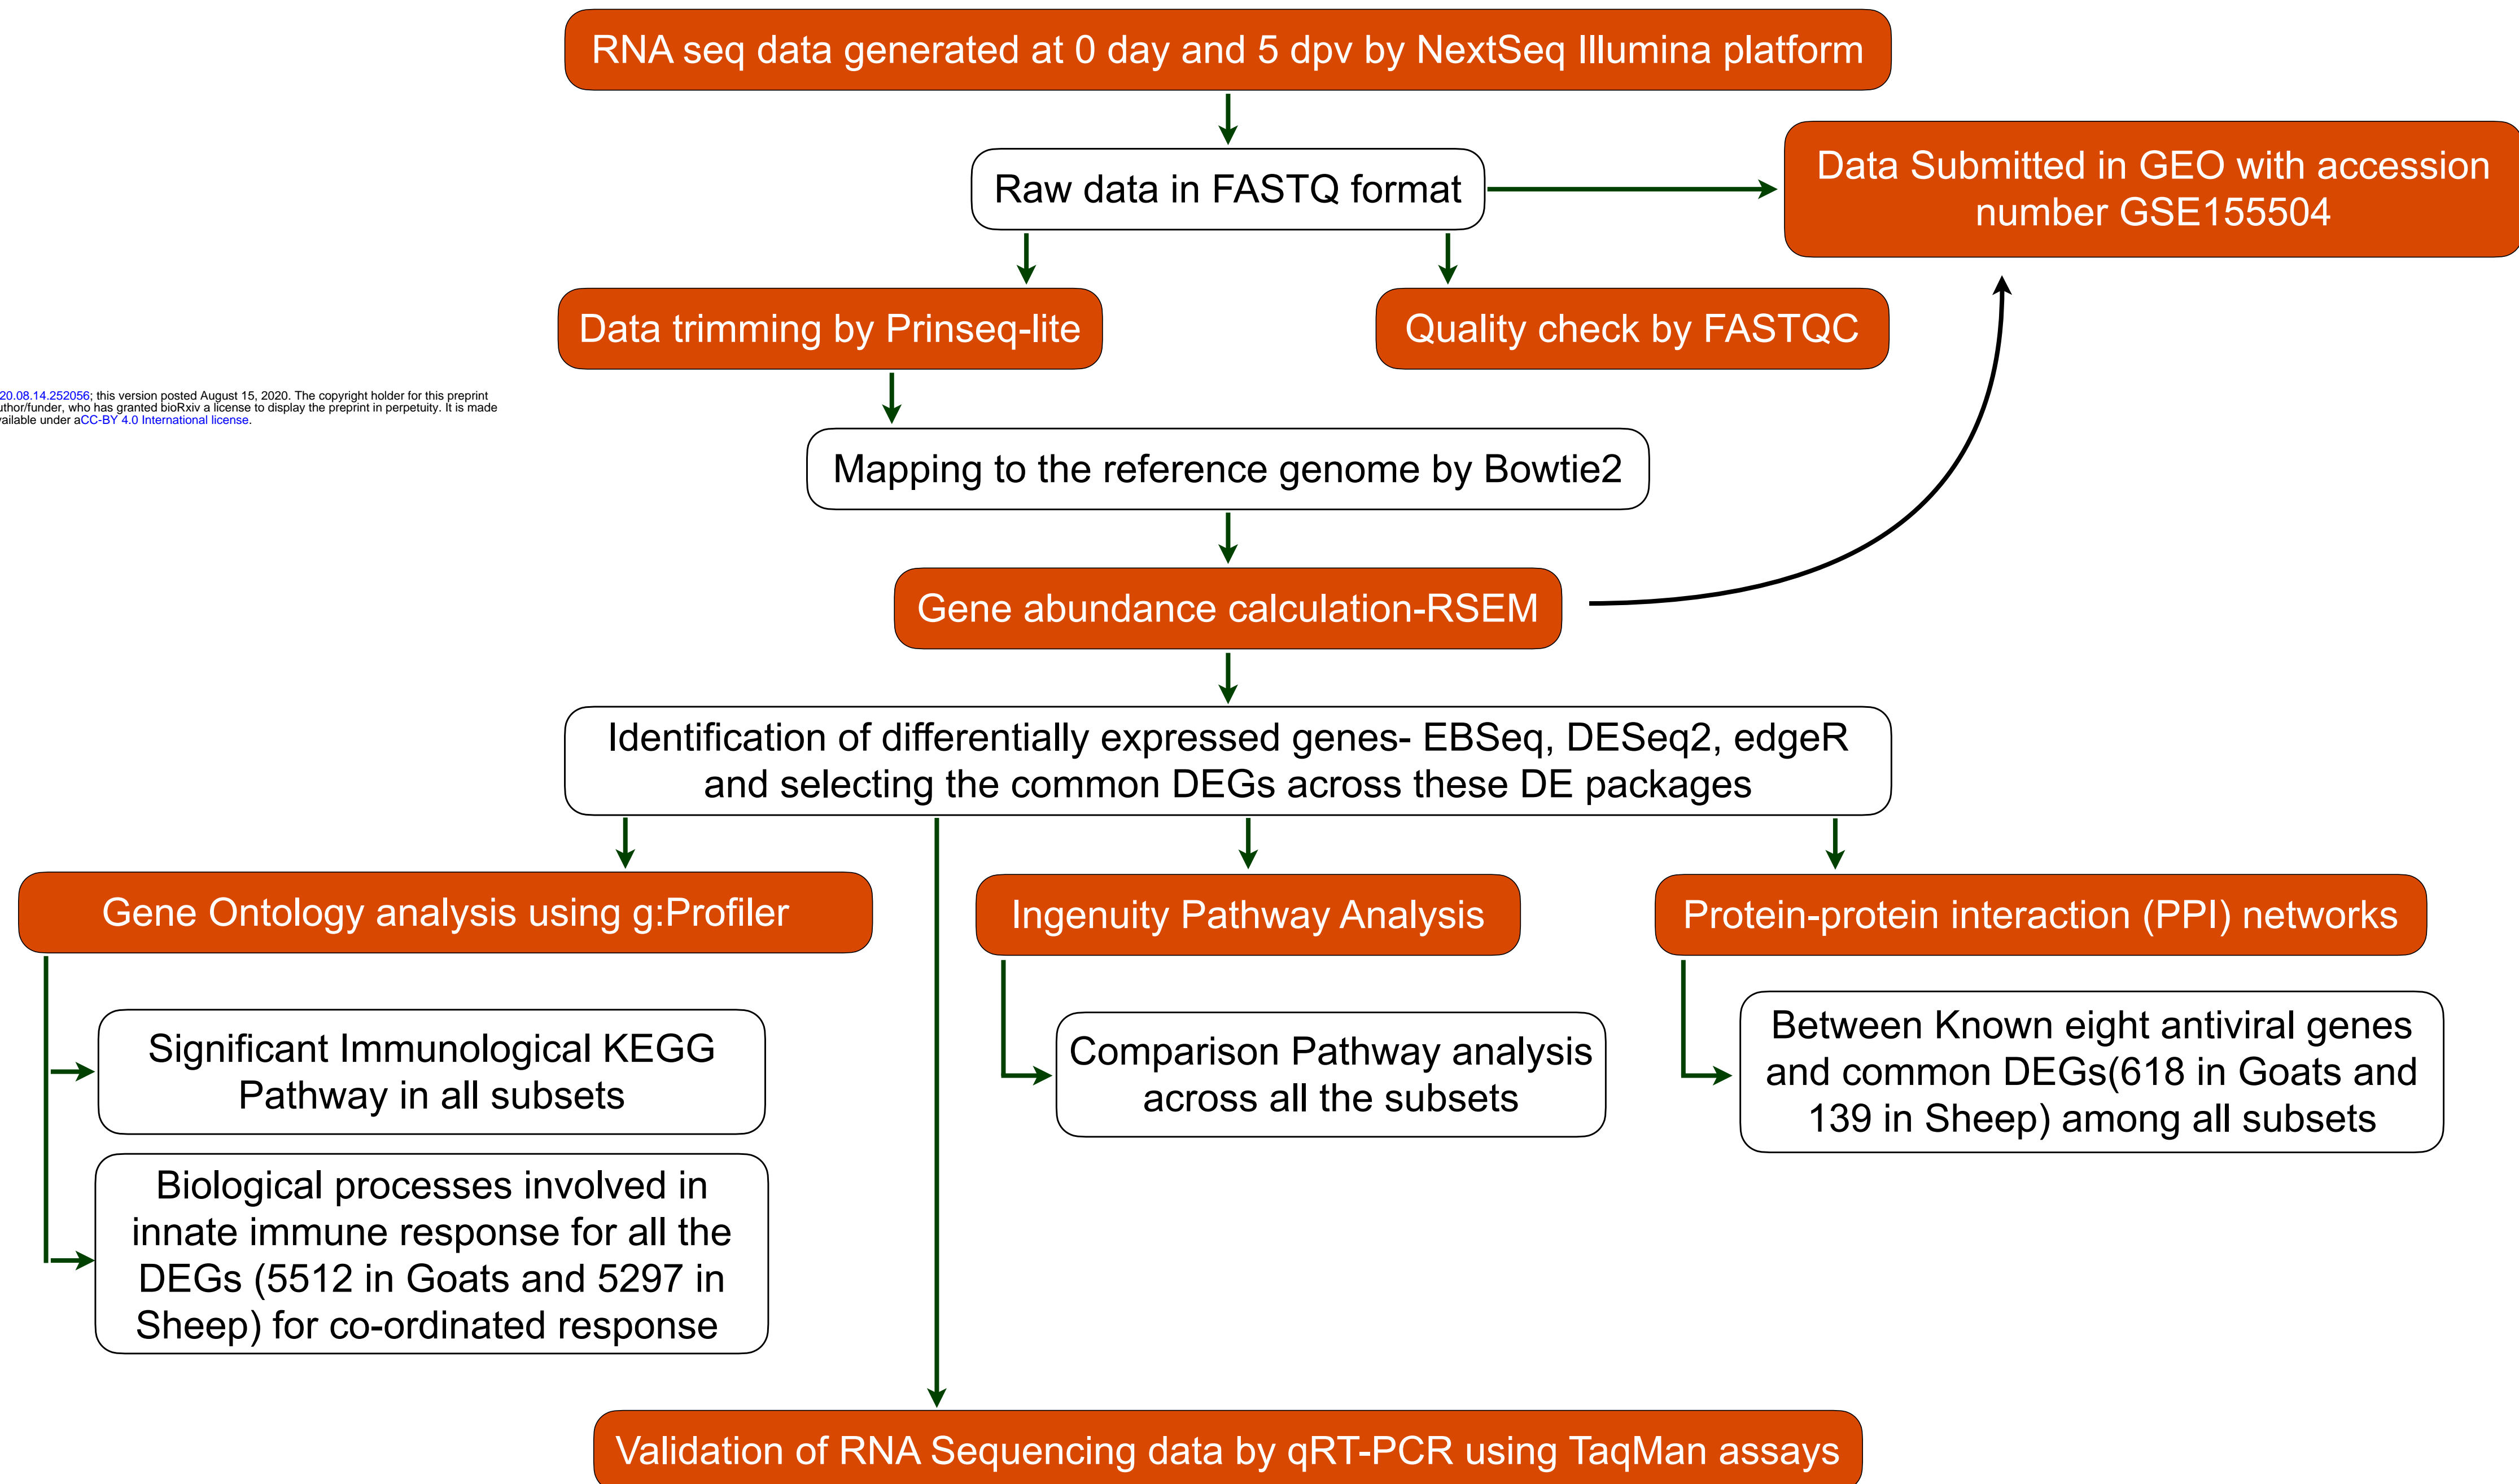 RNA seq data generated at 0 day and 5 dpv by NextSeq Illumina platform
Raw data in FASTQ format
Data Submitted in GEO with accession
number GSE155504
Data trimming by Prinseq-lite
Quality check by FASTQC
20.08.14.252056; this version posted August 15, 2020. The copyright holder for this preprint
uthor/funder, who has granted bioRxiv a license to display the preprint in perpetuity. It is made
vailable under aCC-BY 4.0 International license.
Mapping to the reference genome by Bowtie2
Gene abundance calculation-RSEM
Identification of differentially expressed genes- EBSeq, DESeq2, edgeR
and selecting the common DEGs across these DE packages
Gene Ontology analysis using g:Profiler
Ingenuity Pathway Analysis
Protein-protein interaction (PPI) networks
Significant Immunological KEGG
Pathway in all subsets
Comparison Pathway analysis
across all the subsets
Between Known eight antiviral genes
and common DEGs(618 in Goats and
139 in Sheep) among all subsets
Biological processes involved in
innate immune response for all the
DEGs (5512 in Goats and 5297 in
Sheep) for co-ordinated response
Validation of RNA Sequencing data by qRT-PCR using TaqMan assays